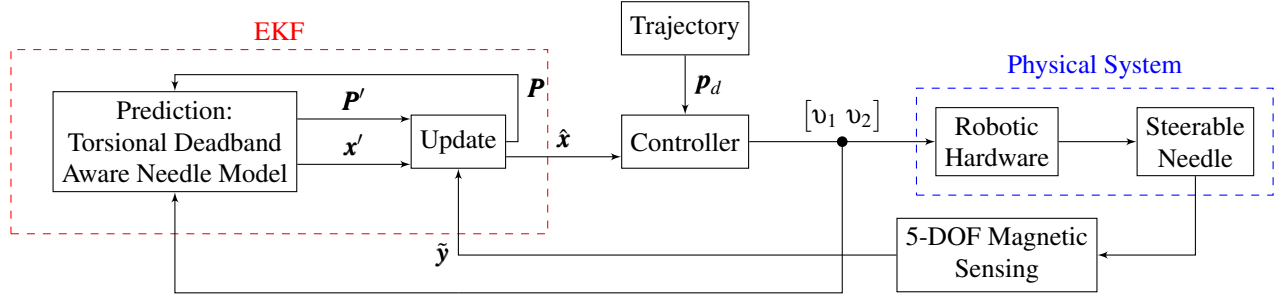 EKF
Trajectory
Physical System
Prediction:
Torsional Deadband
Aware Needle Model
P′
x′
Update
P
x̂
p_d
Controller
[υ₁ υ₂]
Robotic
Hardware
Steerable
Needle
ỹ
5-DOF Magnetic
Sensing